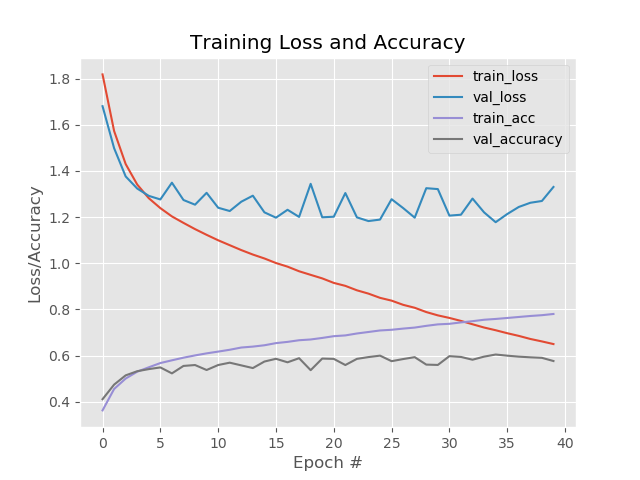 Training Loss and Accuracy
train_loss
val_loss
train_acc
val_accuracy
Loss/Accuracy
1.8
1.6
1.4
1.2
1.0
0.8
0.6
0.4
0 5 10 15 20 25 30 35 40
Epoch #